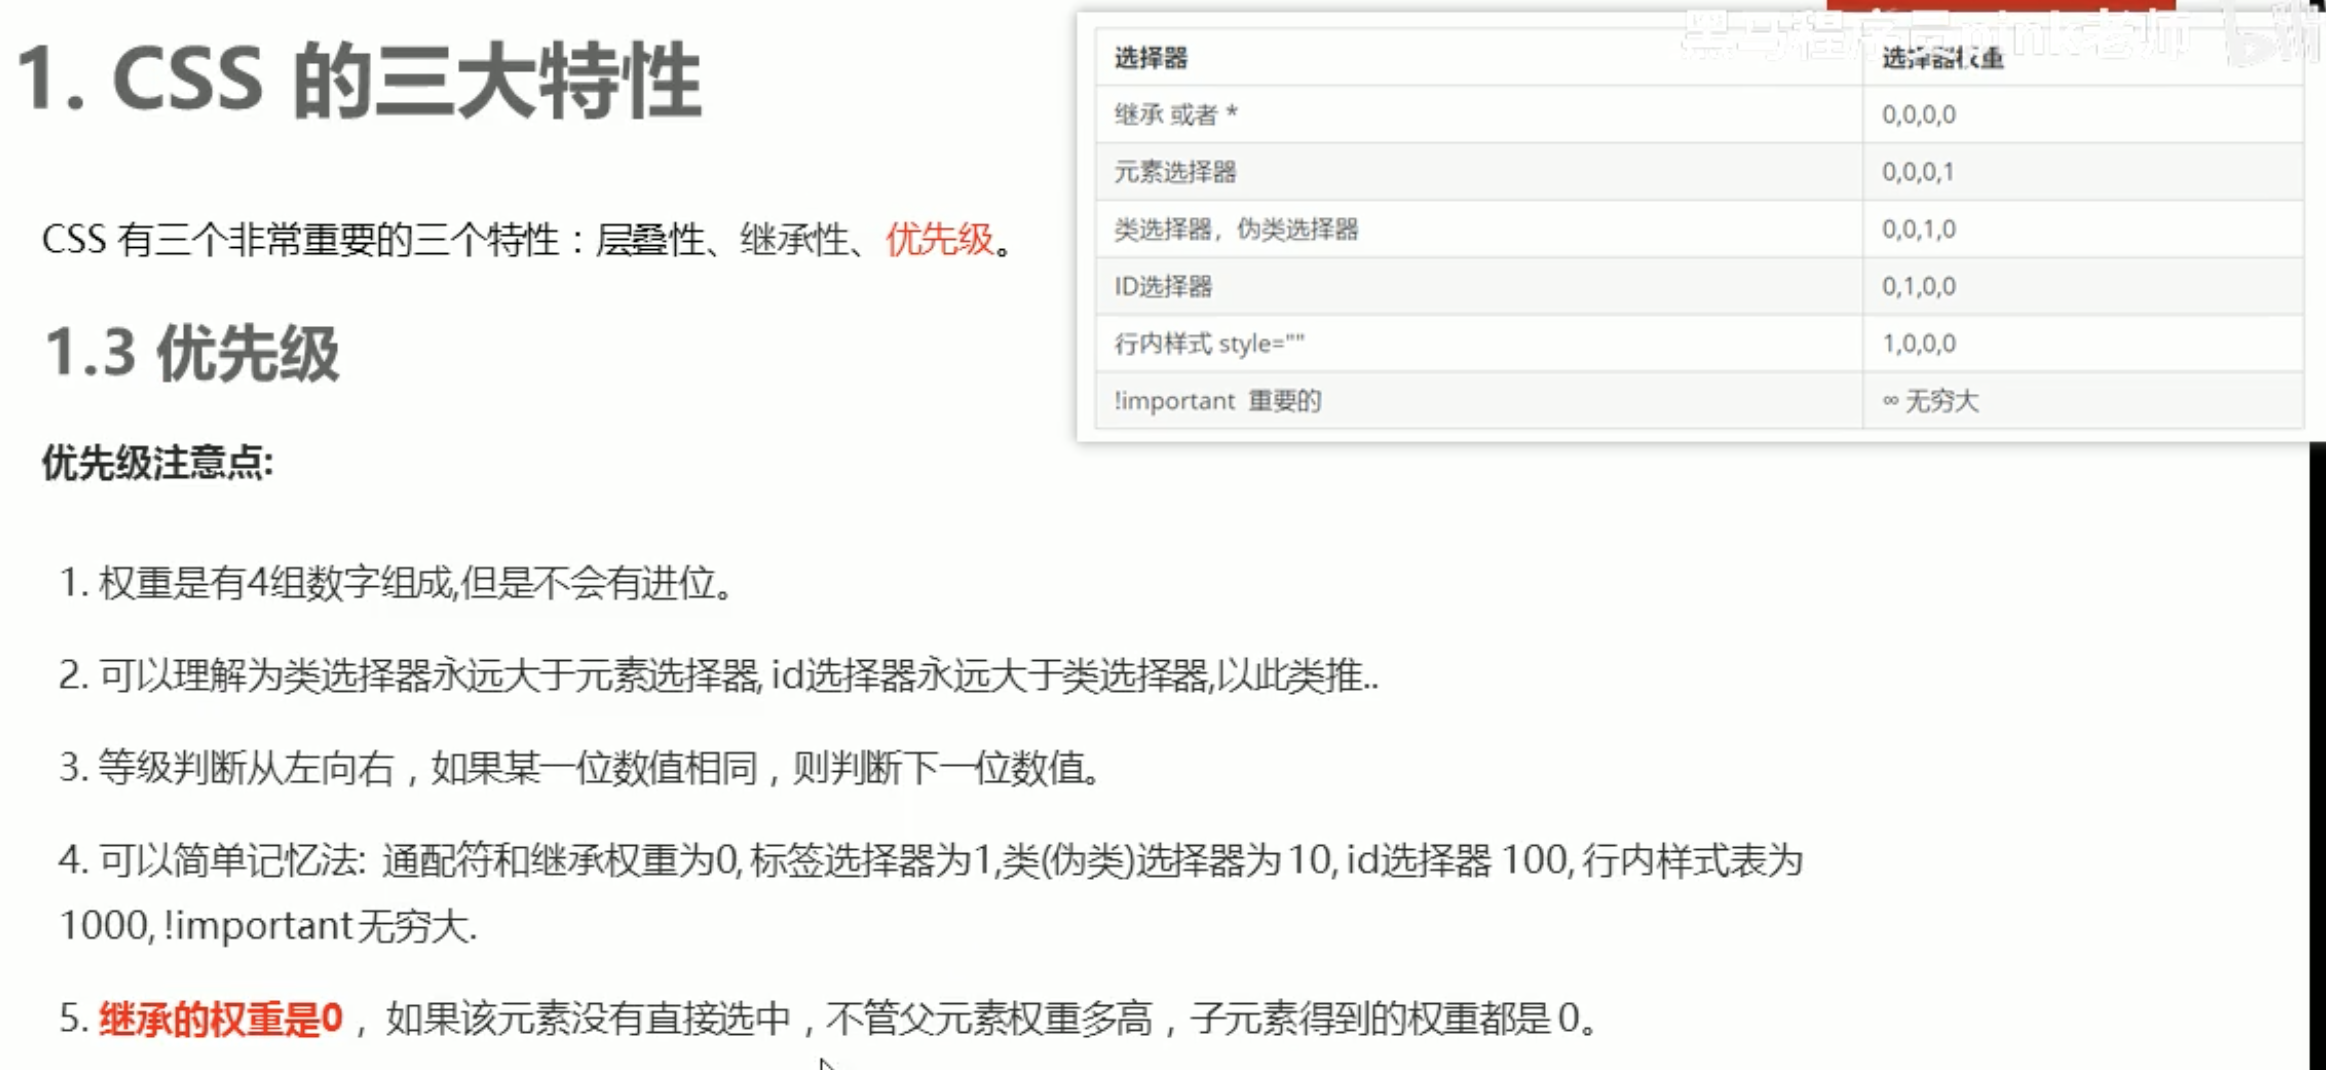 1. CSS 的三大特性
CSS 有三个非常重要的三个特性：层叠性、继承性、优先级。
1.3 优先级
优先级注意点:
1. 权重是有4组数字组成,但是不会有进位。
2. 可以理解为类选择器永远大于元素选择器, id选择器永远大于类选择器,以此类推..
3. 等级判断从左向右，如果某一位数值相同，则判断下一位数值。
4. 可以简单记忆法: 通配符和继承权重为0, 标签选择器为1,类(伪类)选择器为 10, id选择器 100, 行内样式表为
1000, !important无穷大.
5. 继承的权重是0， 如果该元素没有直接选中，不管父元素权重多高，子元素得到的权重都是 0。
黑马程序员pink老师
选择器 选择器权重
继承 或者 * 0,0,0,0
元素选择器 0,0,0,1
类选择器，伪类选择器 0,0,1,0
ID选择器 0,1,0,0
行内样式 style="" 1,0,0,0
!important 重要的 ∞ 无穷大